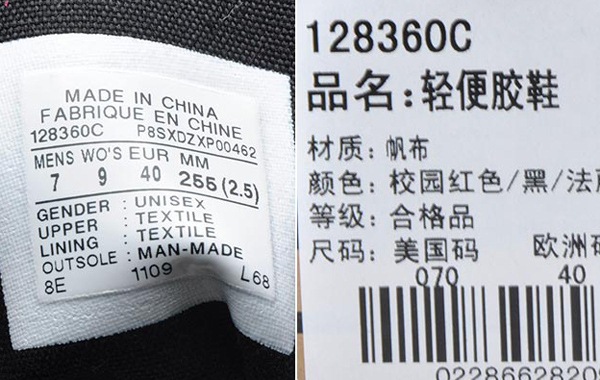 MADE IN CHINA
FABRIQUE EN CHINE
128360C P8SXDZXP00462
MENS WO'S EUR MM
7 9 40 255 (2.5)
GENDER : UNISEX
UPPER : TEXTILE
LINING : TEXTILE
OUTSOLE : MAN-MADE
8E 1109 L68
128360C
品名:轻便胶鞋
材质: 帆布
颜色: 校园红色/黑/法
等级: 合格品
尺码: 美国码 欧洲码
070 40
0228662820